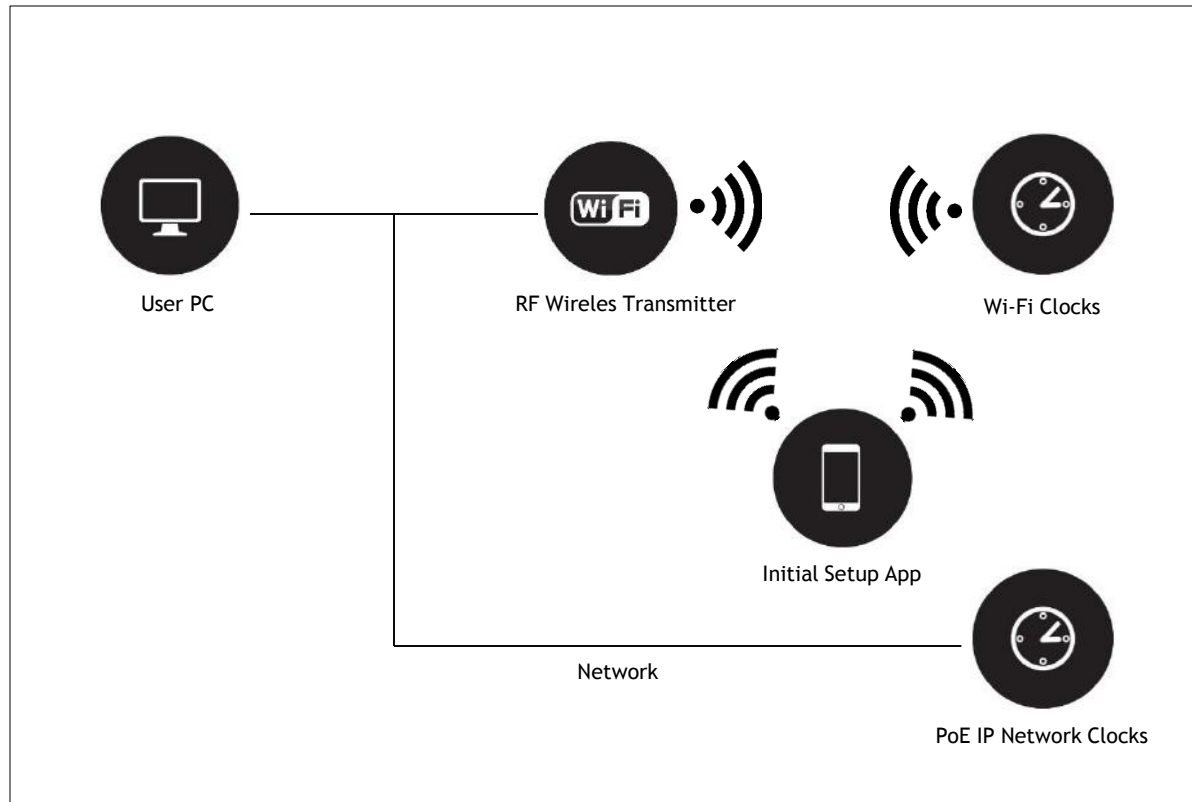 Wi Fi
User PC
RF Wireles Transmitter
Wi-Fi Clocks
Initial Setup App
Network
PoE IP Network Clocks